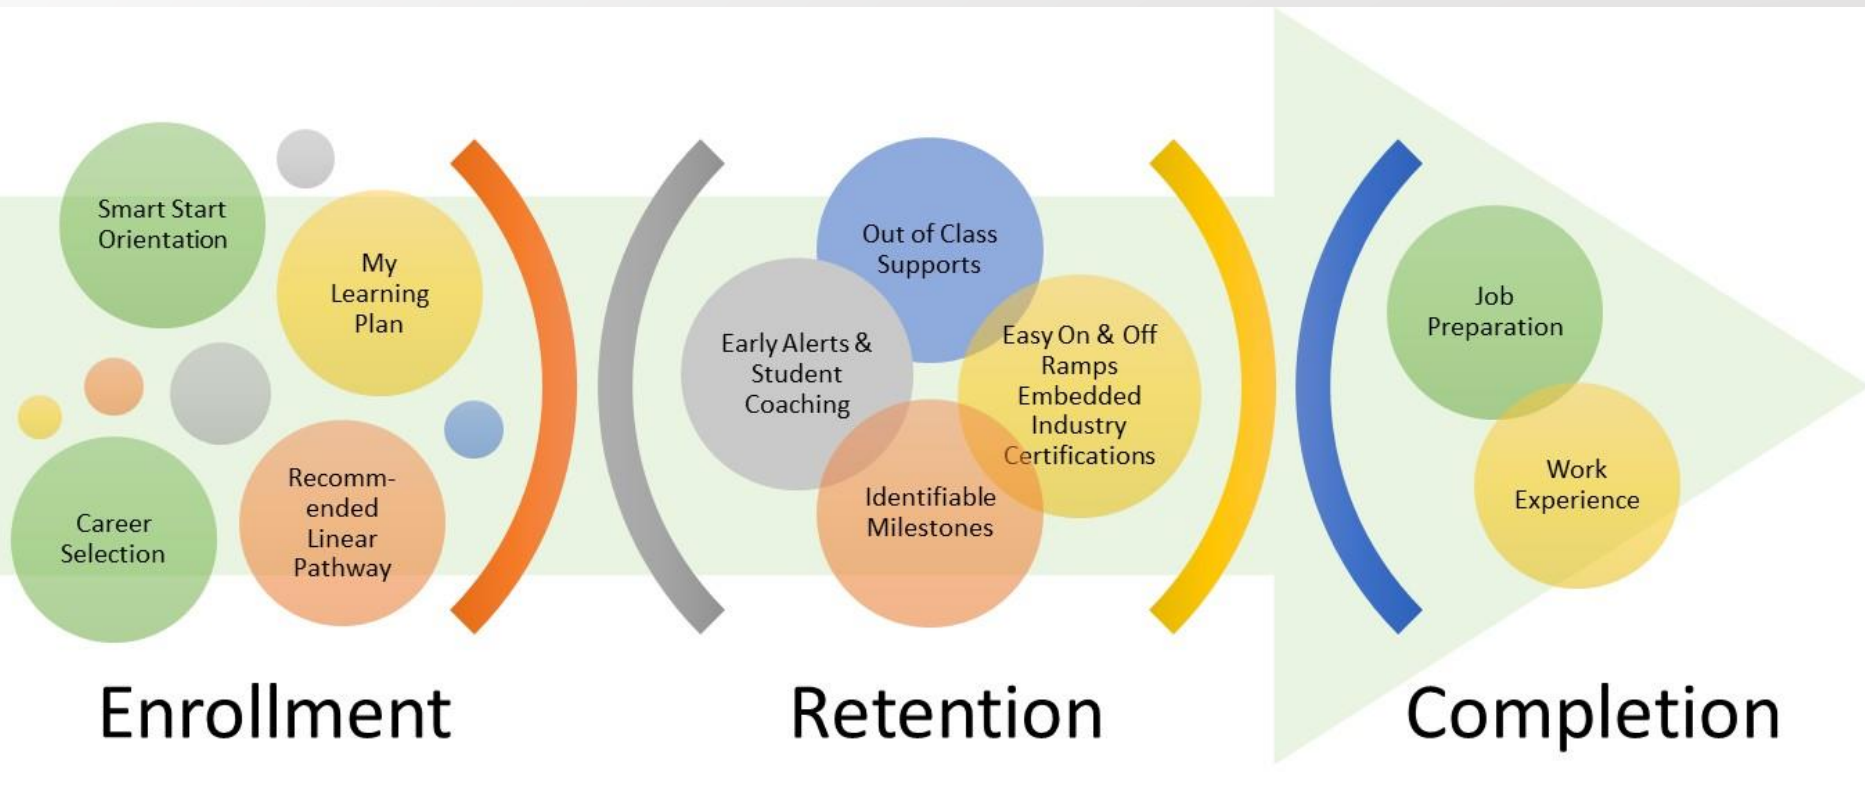 Smart Start
Orientation
My
Learning
Plan
Career
Selection
Recomm-
ended
Linear
Pathway
Enrollment
Out of Class
Supports
Early Alerts &
Student
Coaching
Easy On & Off
Ramps
Embedded
Industry
Certifications
Identifiable
Milestones
Retention
Job
Preparation
Work
Experience
Completion